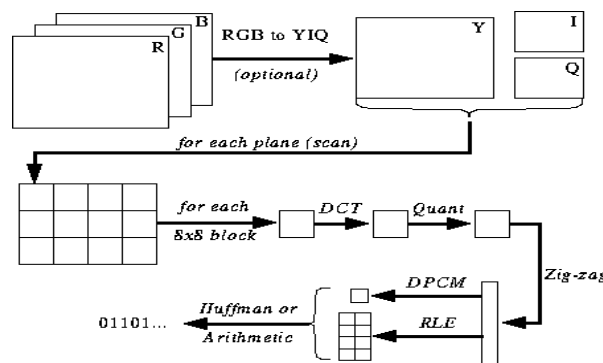 B
G
R
RGB to YIQ
(optional)
Y
I
Q
for each plane (scan)
for each
8x8 block
DCT
Quant
Zig-zag
DPCM
RLE
Huffman or
Arithmetic
01101...